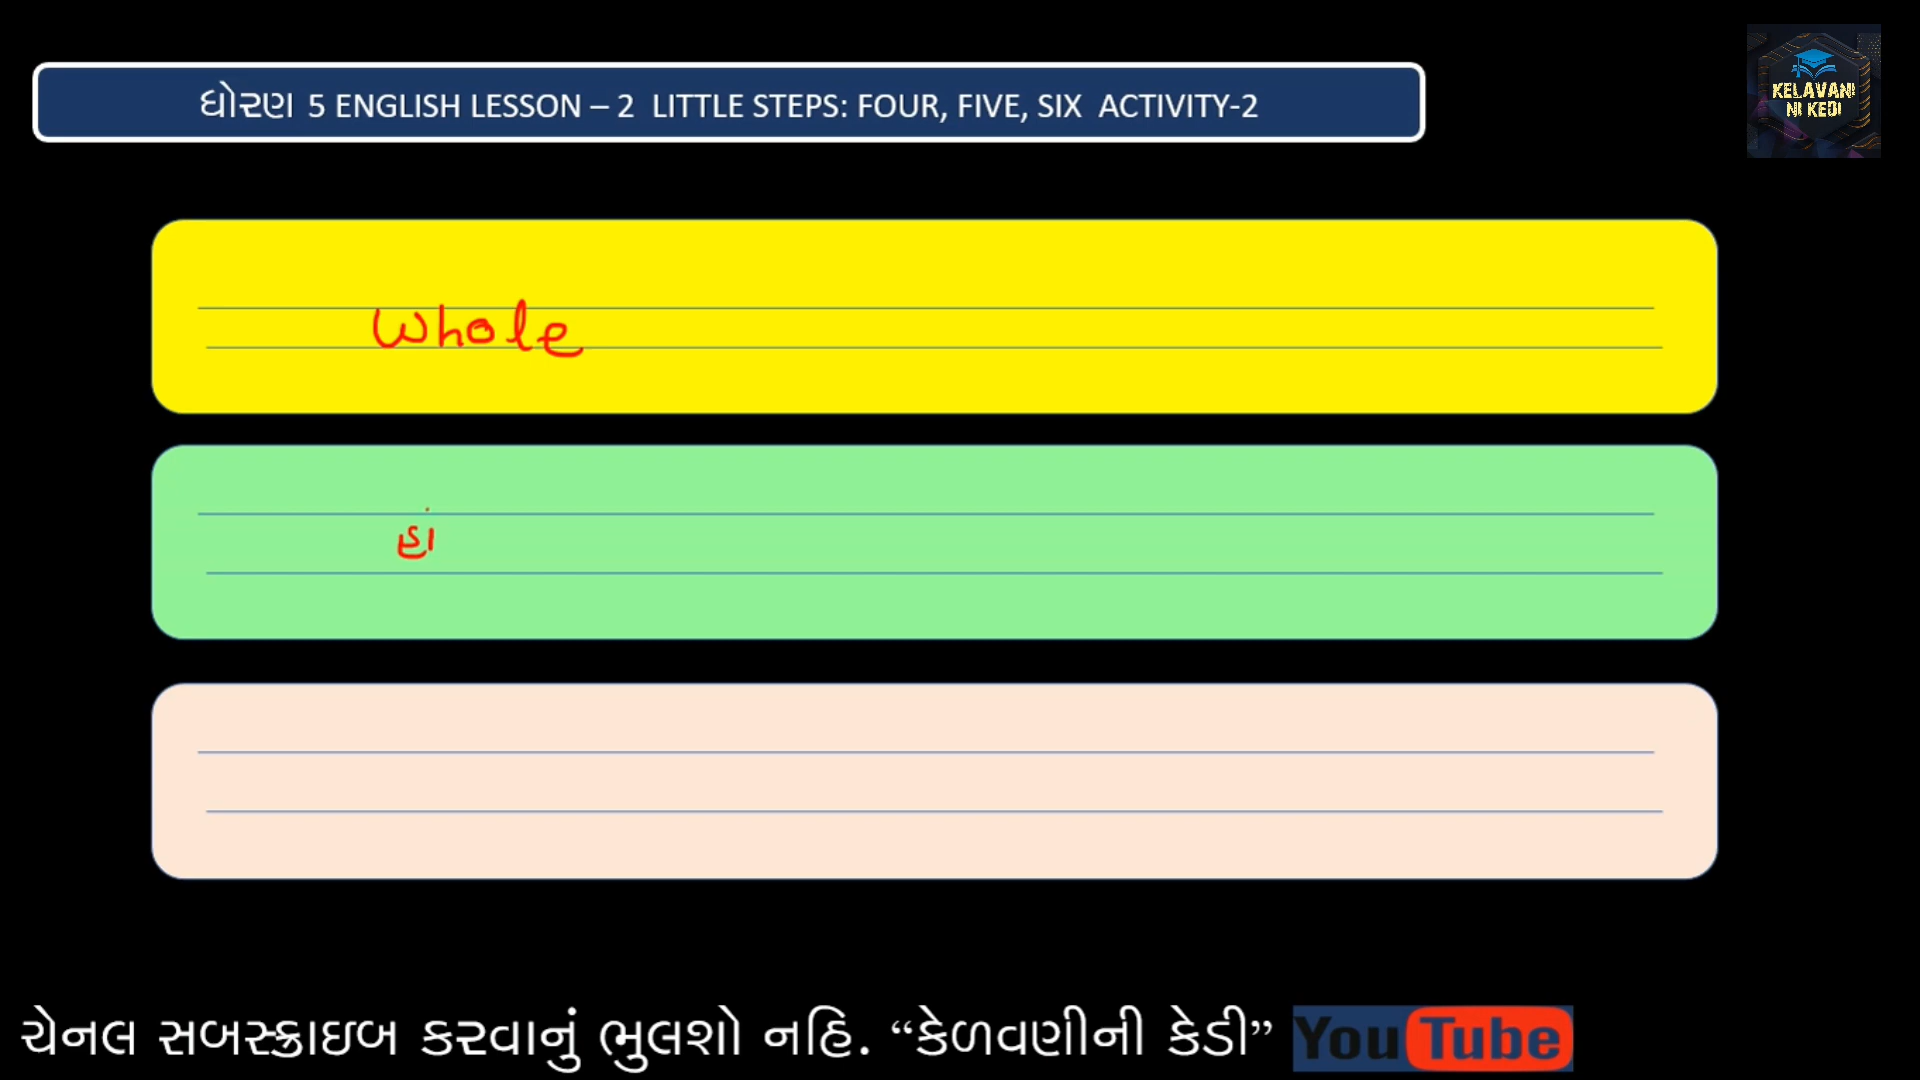 ધોરણ 5 ENGLISH LESSON – 2 LITTLE STEPS: FOUR, FIVE, SIX ACTIVITY-2
KELAVANI
NI KEDI
Whole
હાં
ચેનલ સબસ્ક્રાઇબ કરવાનું ભુલશો નહિ. “કેળવણીની કેડી” YouTube